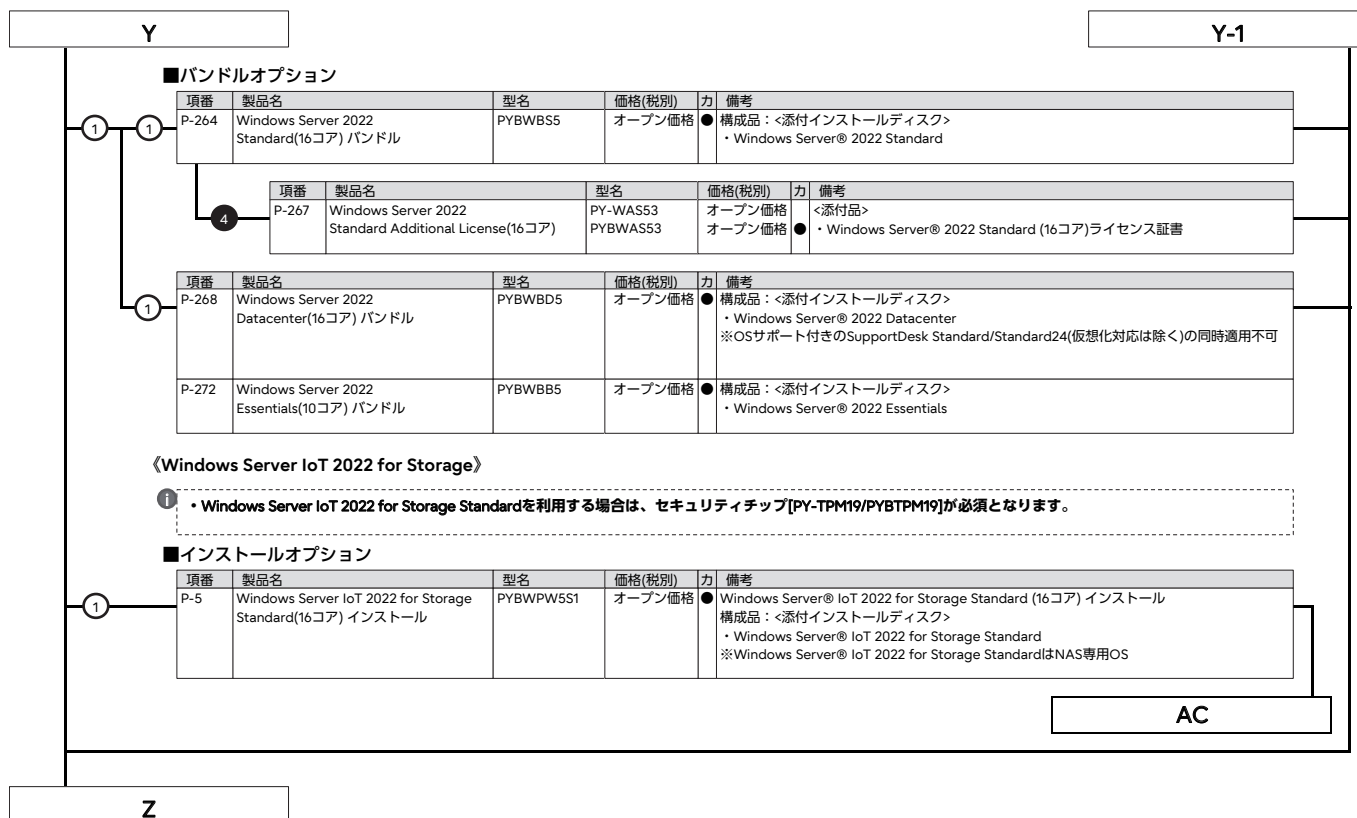 Y
Y-1
■バンドルオプション
項番 製品名 型名 価格(税別) カ 備考
① ① P-264 Windows Server 2022 PYBWBS5 オープン価格 ● 構成品：<添付インストールディスク>
Standard(16コア) バンドル ・Windows Server® 2022 Standard
項番 製品名 型名 価格(税別) カ 備考
4 P-267 Windows Server 2022 PY-WAS53 オープン価格 <添付品>
Standard Additional License(16コア) PYBWAS53 オープン価格 ● ・Windows Server® 2022 Standard (16コア)ライセンス証書
項番 製品名 型名 価格(税別) カ 備考
① P-268 Windows Server 2022 PYBWBD5 オープン価格 ● 構成品：<添付インストールディスク>
Datacenter(16コア) バンドル ・Windows Server® 2022 Datacenter
※OSサポート付きのSupportDesk Standard/Standard24(仮想化対応は除く)の同時適用不可
P-272 Windows Server 2022 PYBWBB5 オープン価格 ● 構成品：<添付インストールディスク>
Essentials(10コア) バンドル ・Windows Server® 2022 Essentials
《Windows Server IoT 2022 for Storage》
・Windows Server IoT 2022 for Storage Standardを利用する場合は、セキュリティチップ[PY-TPM19/PYBTPM19]が必須となります。
■インストールオプション
項番 製品名 型名 価格(税別) カ 備考
① P-5 Windows Server IoT 2022 for Storage PYBWPW5S1 オープン価格 ● Windows Server® IoT 2022 for Storage Standard (16コア) インストール
Standard(16コア) インストール 構成品：<添付インストールディスク>
・Windows Server® IoT 2022 for Storage Standard
※Windows Server® IoT 2022 for Storage StandardはNAS専用OS
AC
Z